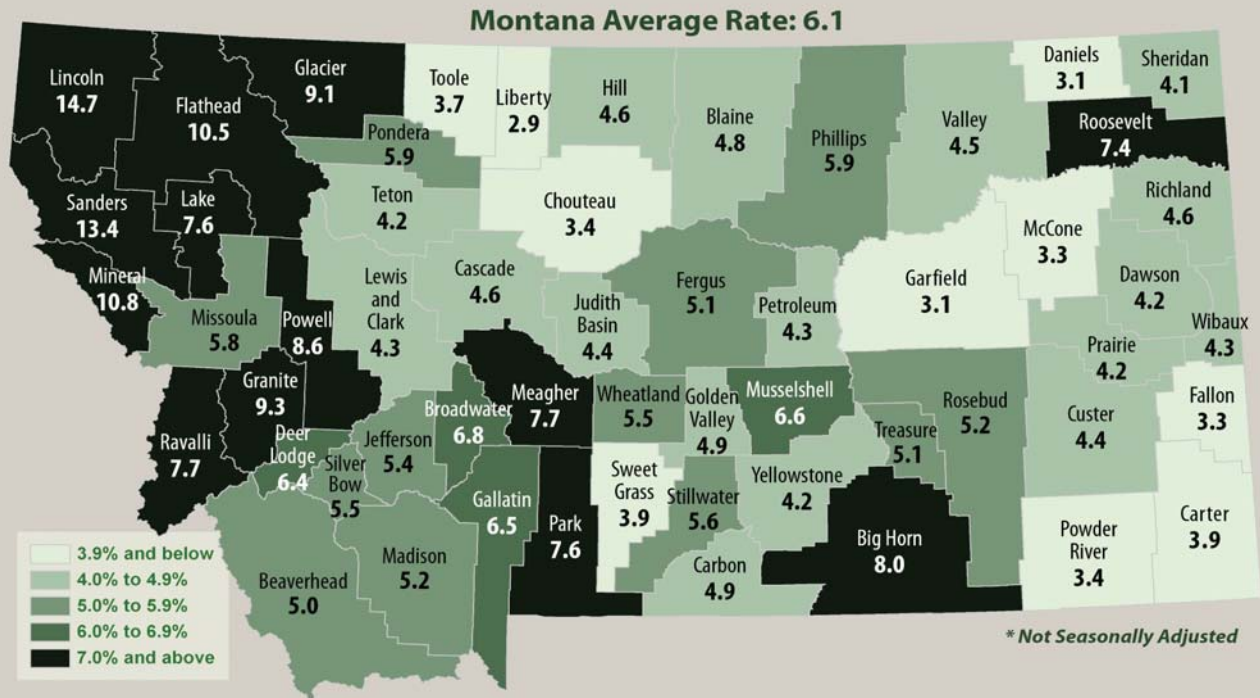 Montana Average Rate: 6.1
Lincoln
14.7
Flathead
10.5
Glacier
9.1
Toole
3.7
Liberty
2.9
Hill
4.6
Blaine
4.8
Phillips
5.9
Valley
4.5
Daniels
3.1
Sheridan
4.1
Roosevelt
7.4
Pondera
5.9
Teton
4.2
Chouteau
3.4
Sanders
13.4
Lake
7.6
Richland
4.6
McCone
3.3
Garfield
3.1
Dawson
4.2
Wibaux
4.3
Mineral
10.8
Missoula
5.8
Powell
8.6
Lewis
and
Clark
4.3
Cascade
4.6
Judith
Basin
4.4
Fergus
5.1
Petroleum
4.3
Prairie
4.2
Fallon
3.3
Granite
9.3
Ravalli
7.7
Deer
Lodge
6.4
Silver
Bow
5.5
Jefferson
5.4
Broadwater
6.8
Meagher
7.7
Wheatland
5.5
Golden
Valley
4.9
Musselshell
6.6
Treasure
5.1
Rosebud
5.2
Custer
4.4
Gallatin
6.5
Park
7.6
Sweet
Grass
3.9
Stillwater
5.6
Yellowstone
4.2
Carbon
4.9
Big Horn
8.0
Powder
River
3.4
Carter
3.9
Beaverhead
5.0
Madison
5.2
3.9% and below
4.0% to 4.9%
5.0% to 5.9%
6.0% to 6.9%
7.0% and above
* Not Seasonally Adjusted